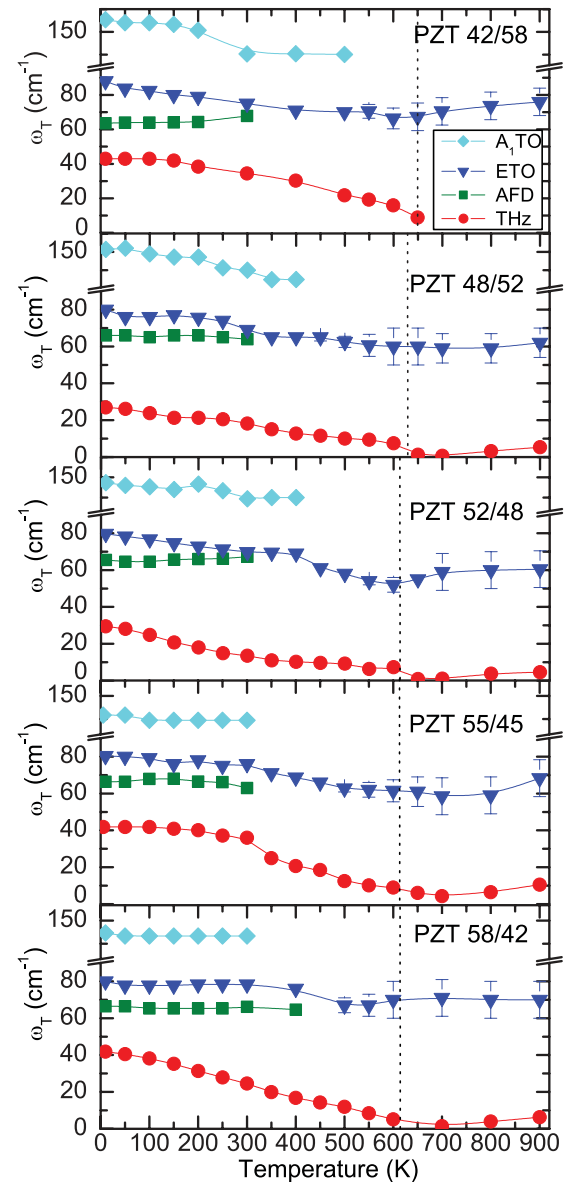 150
PZT 42/58
80
60
40
20
0
ω_T (cm⁻¹)
A₁TO
ETO
AFD
THz
150
PZT 48/52
80
60
40
20
0
ω_T (cm⁻¹)
150
PZT 52/48
80
60
40
20
0
ω_T (cm⁻¹)
150
PZT 55/45
80
60
40
20
0
ω_T (cm⁻¹)
150
PZT 58/42
80
60
40
20
0
ω_T (cm⁻¹)
0 100 200 300 400 500 600 700 800 900
Temperature (K)